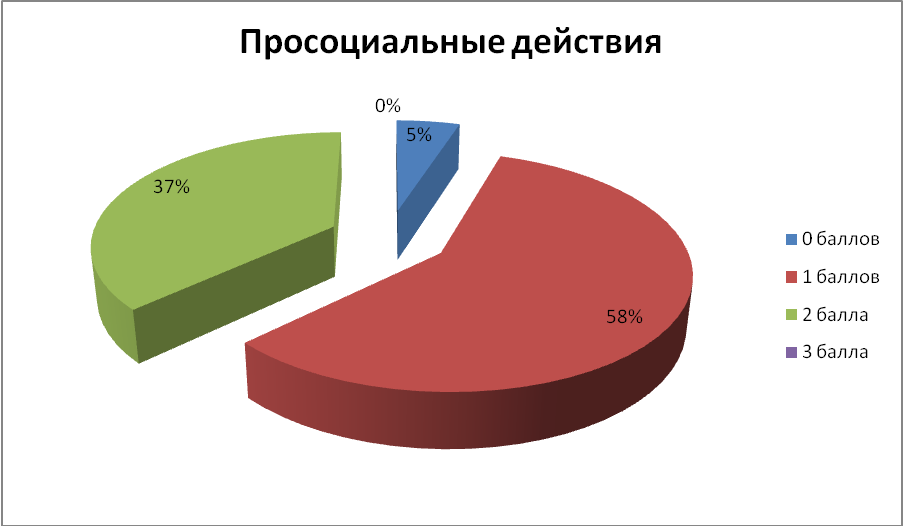 Просоциальные действия
0%
5%
37%
58%
0 баллов
1 баллов
2 балла
3 балла